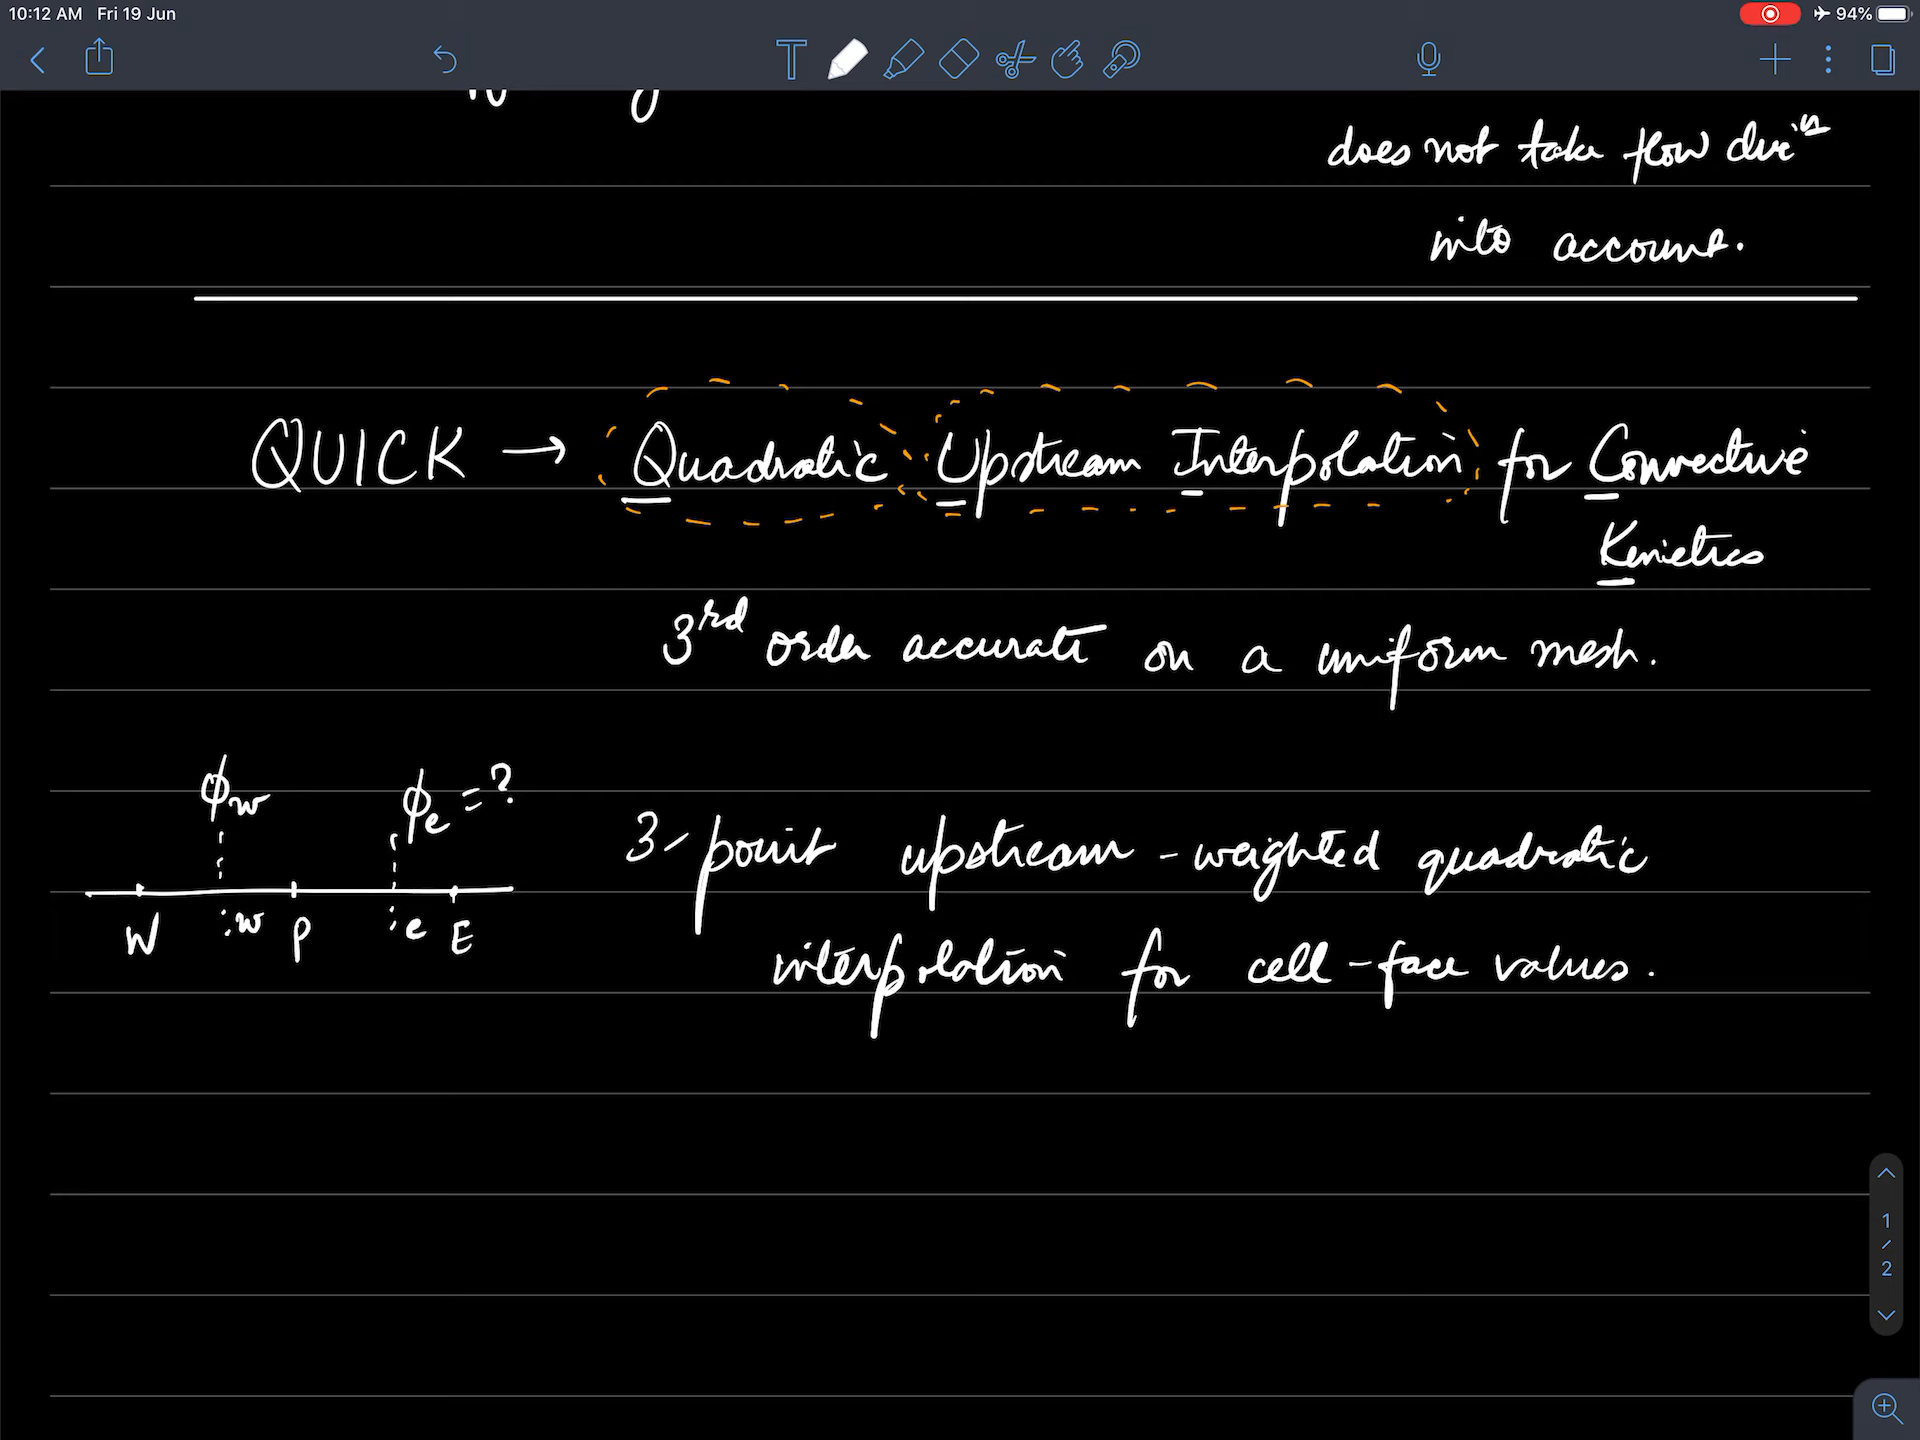 10:12 AM Fri 19 Jun
94%
does not take flow dirⁱⁿ
into account.
QUICK → Quadratic Upstream Interpolation for Convective
Kenietics
3rd order accurate on a uniform mesh.
ϕw ϕe = ?
3-point upstream-weighted quadratic
W w P e E
interpolation for cell-face values.
1
/
2